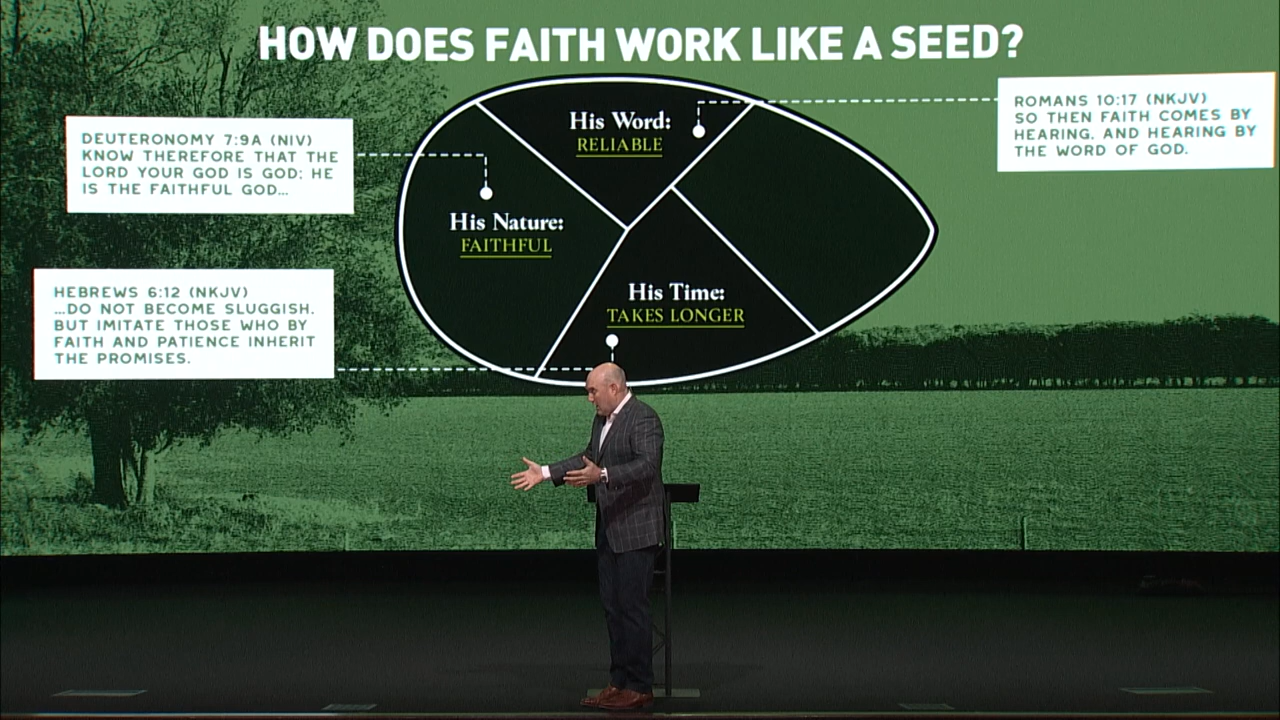 HOW DOES FAITH WORK LIKE A SEED?
DEUTERONOMY 7:9A (NIV)
KNOW THEREFORE THAT THE
LORD YOUR GOD IS GOD; HE
IS THE FAITHFUL GOD...
His Word:
RELIABLE
ROMANS 10:17 (NKJV)
SO THEN FAITH COMES BY
HEARING, AND HEARING BY
THE WORD OF GOD.
His Nature:
FAITHFUL
HEBREWS 6:12 (NKJV)
...DO NOT BECOME SLUGGISH,
BUT IMITATE THOSE WHO BY
FAITH AND PATIENCE INHERIT
THE PROMISES.
His Time:
TAKES LONGER